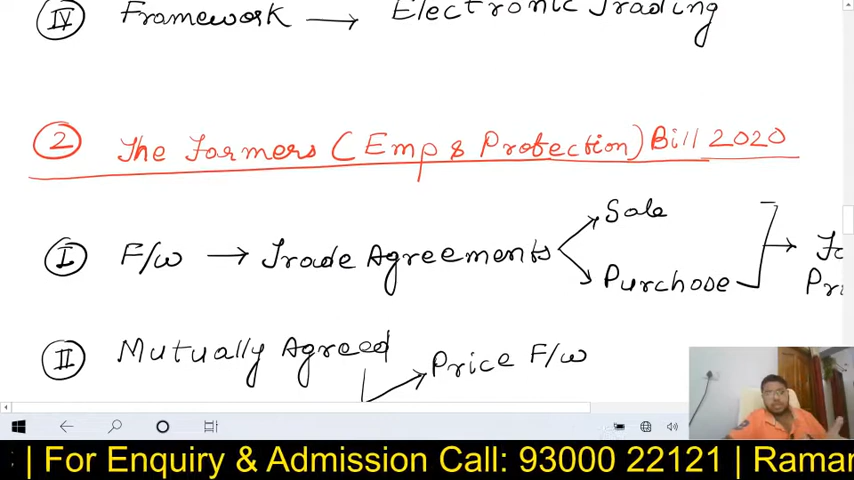 IV Framework → Electronic Trading
2 The Farmers (Emp & Protection) Bill 2020
I F/w → Trade Agreements Sale
Purchase
II Mutually Agreed Price F/w
| For Enquiry & Admission Call: 93000 22121 | Raman